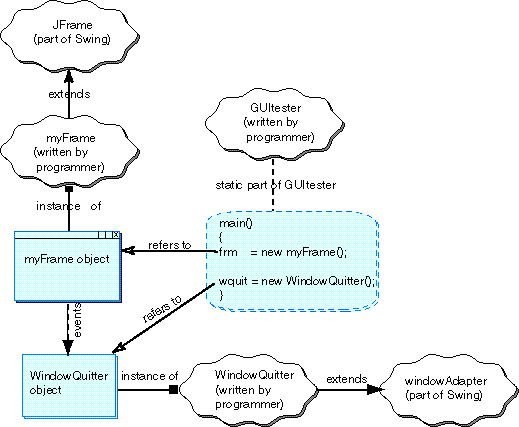 JFrame
(part of Swing)
extends
GUItester
(written by
programmer)
myFrame
(written by
programmer)
static part of GUItester
instance of
main()
{
frm = new myFrame();
wquit = new WindowQuitter();
}
refers to
myFrame object
refers to
events
WindowQuitter
object
instance of
WindowQuitter
(written by
programmer)
extends
windowAdapter
(part of Swing)